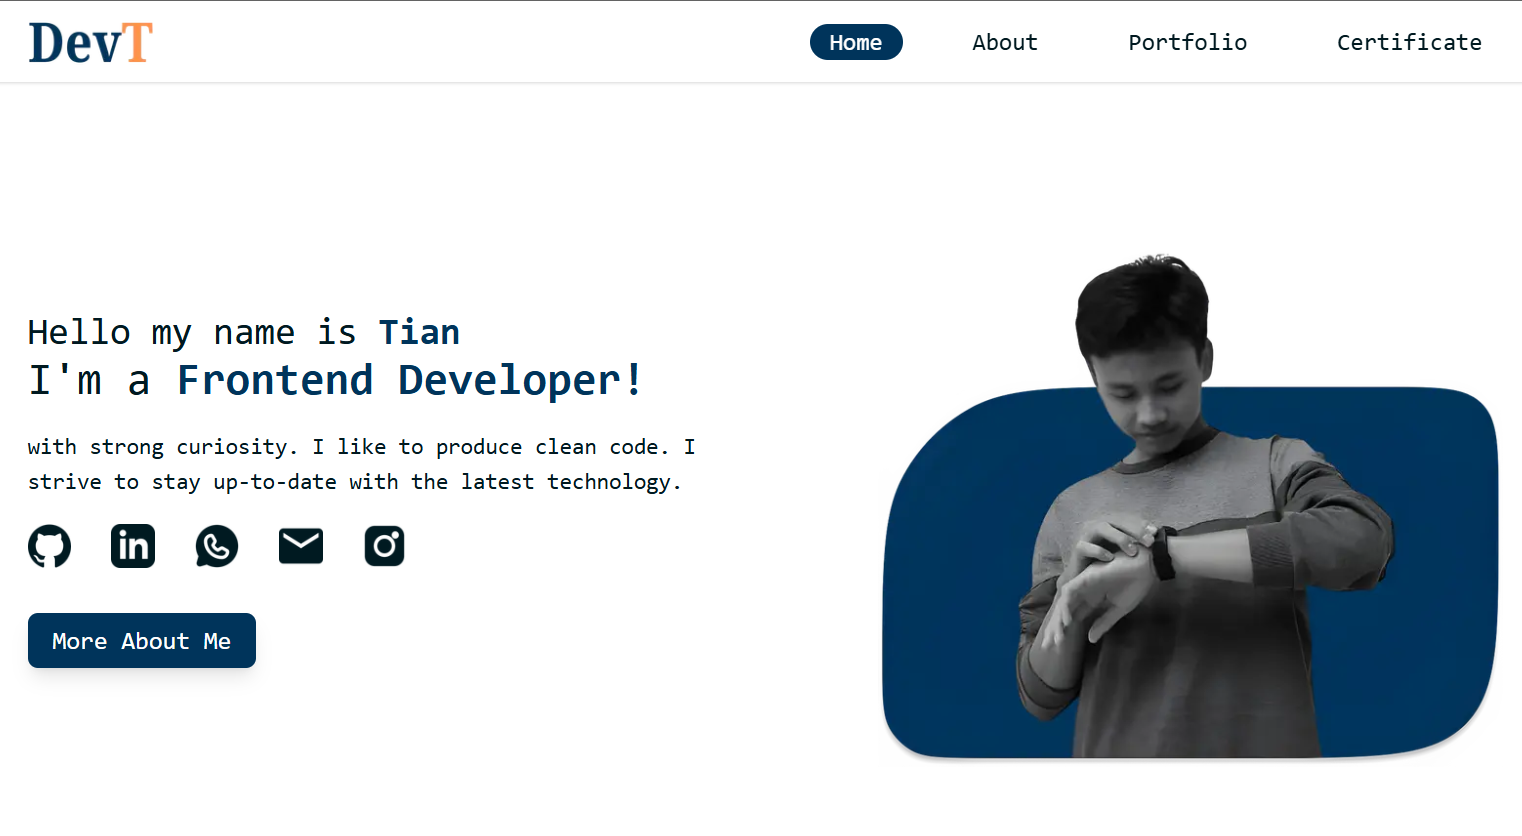 DevT
Home About Portfolio Certificate
Hello my name is Tian
I'm a Frontend Developer!
with strong curiosity. I like to produce clean code. I
strive to stay up-to-date with the latest technology.
in
More About Me